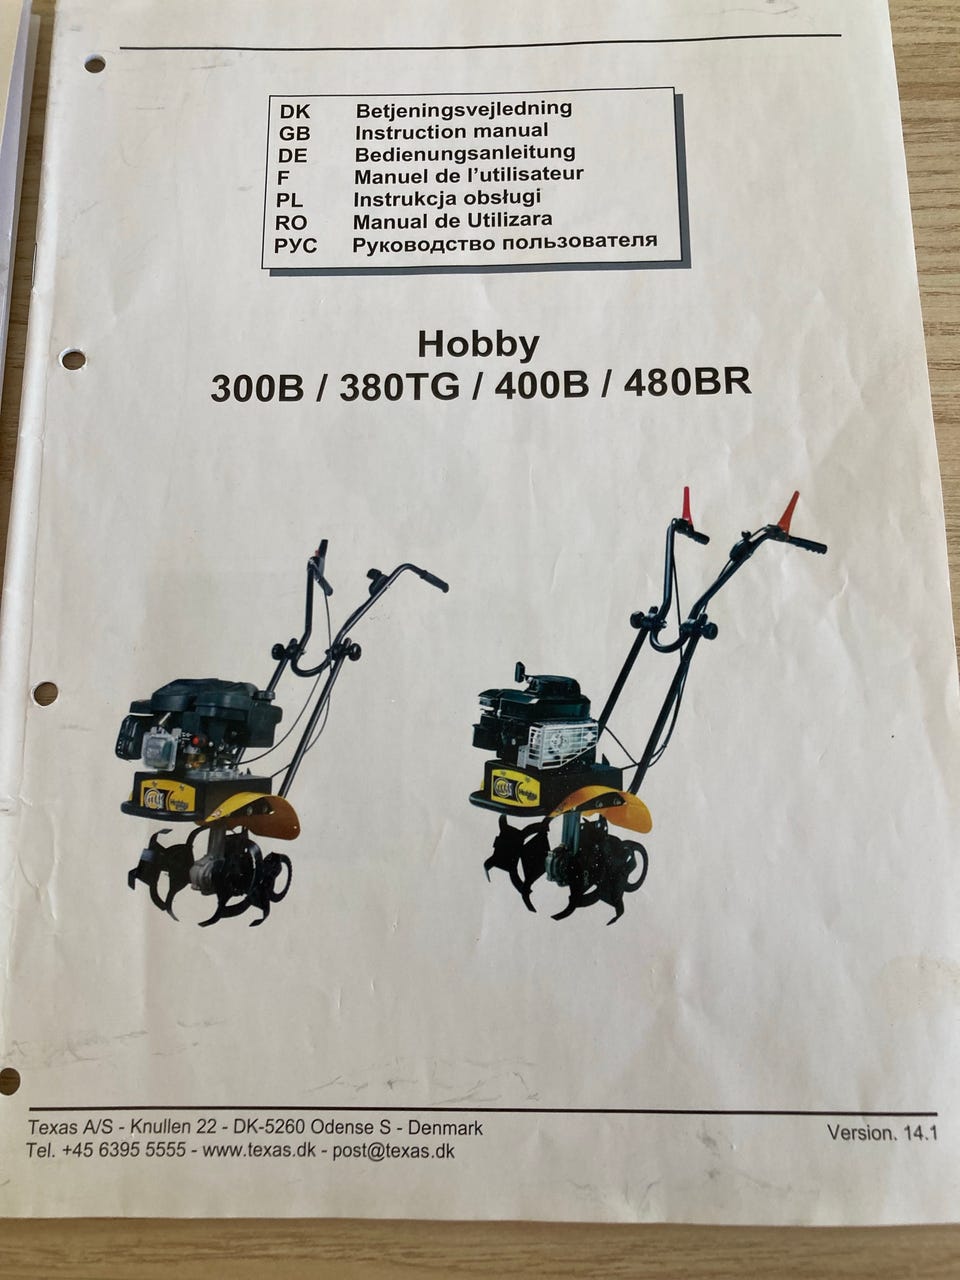 DK Betjeningsvejledning
GB Instruction manual
DE Bedienungsanleitung
F Manuel de l'utilisateur
PL Instrukcja obsługi
RO Manual de Utilizara
РУС Руководство пользователя
Hobby
300B / 380TG / 400B / 480BR
Hobby
Hobby
Texas A/S - Knullen 22 - DK-5260 Odense S - Denmark
Tel. +45 6395 5555 - www.texas.dk - post@texas.dk
Version. 14.1